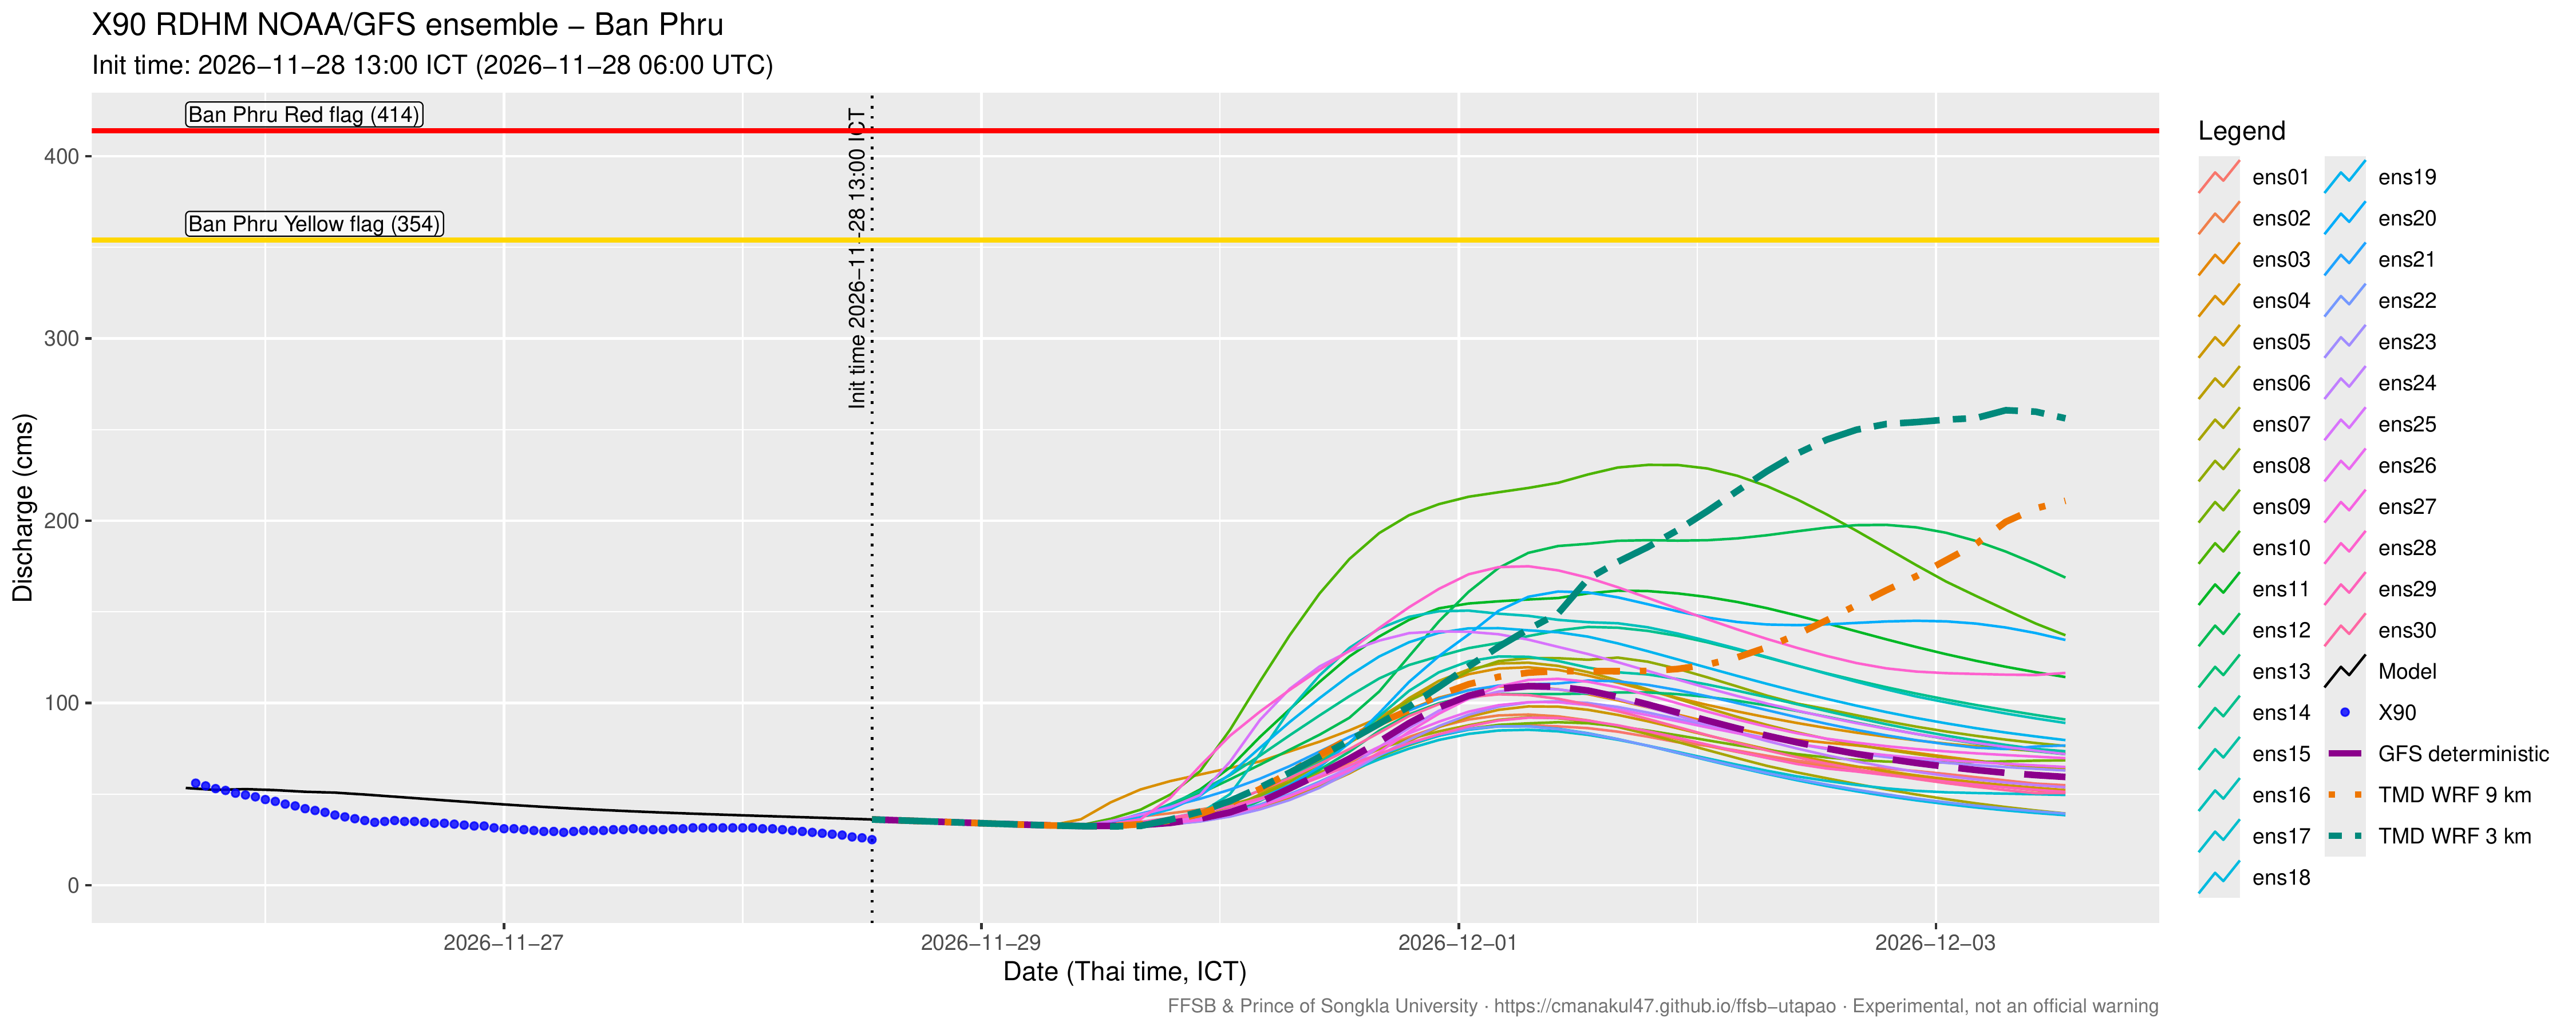 X90 RDHM NOAA/GFS ensemble – Ban Phru
Init time: 2026–11–28 13:00 ICT (2026–11–28 06:00 UTC)
Ban Phru Red flag (414)
Ban Phru Yellow flag (354)
Init time 2026–11–28 13:00 ICT
Discharge (cms)
400
300
200
100
0
2026–11–27
2026–11–29
2026–12–01
2026–12–03
Date (Thai time, ICT)
FFSB & Prince of Songkla University · https://cmanakul47.github.io/ffsb–utapao · Experimental, not an official warning
Legend
ens01
ens02
ens03
ens04
ens05
ens06
ens07
ens08
ens09
ens10
ens11
ens12
ens13
ens14
ens15
ens16
ens17
ens18
ens19
ens20
ens21
ens22
ens23
ens24
ens25
ens26
ens27
ens28
ens29
ens30
Model
X90
GFS deterministic
TMD WRF 9 km
TMD WRF 3 km